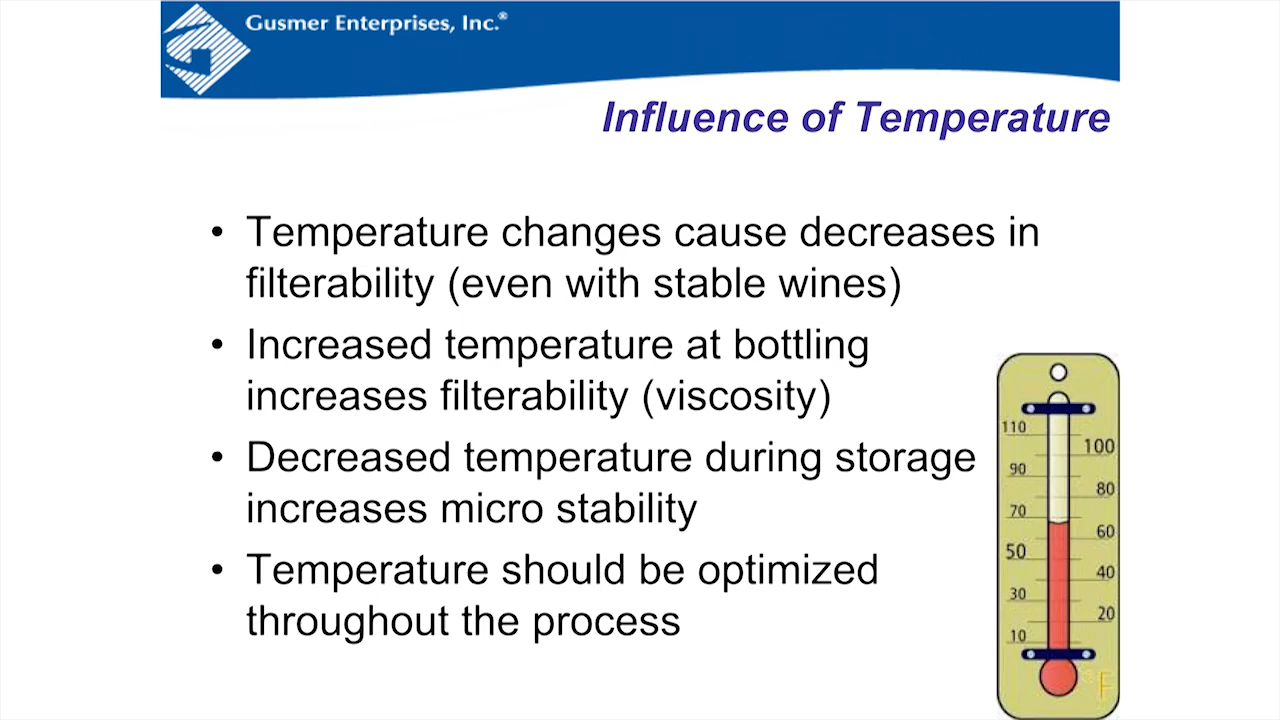 Gusmer Enterprises, Inc.®
Influence of Temperature
• Temperature changes cause decreases in
filterability (even with stable wines)
• Increased temperature at bottling
increases filterability (viscosity)
• Decreased temperature during storage
increases micro stability
• Temperature should be optimized
throughout the process
110
100
90
80
70
60
50
40
30
20
10
F